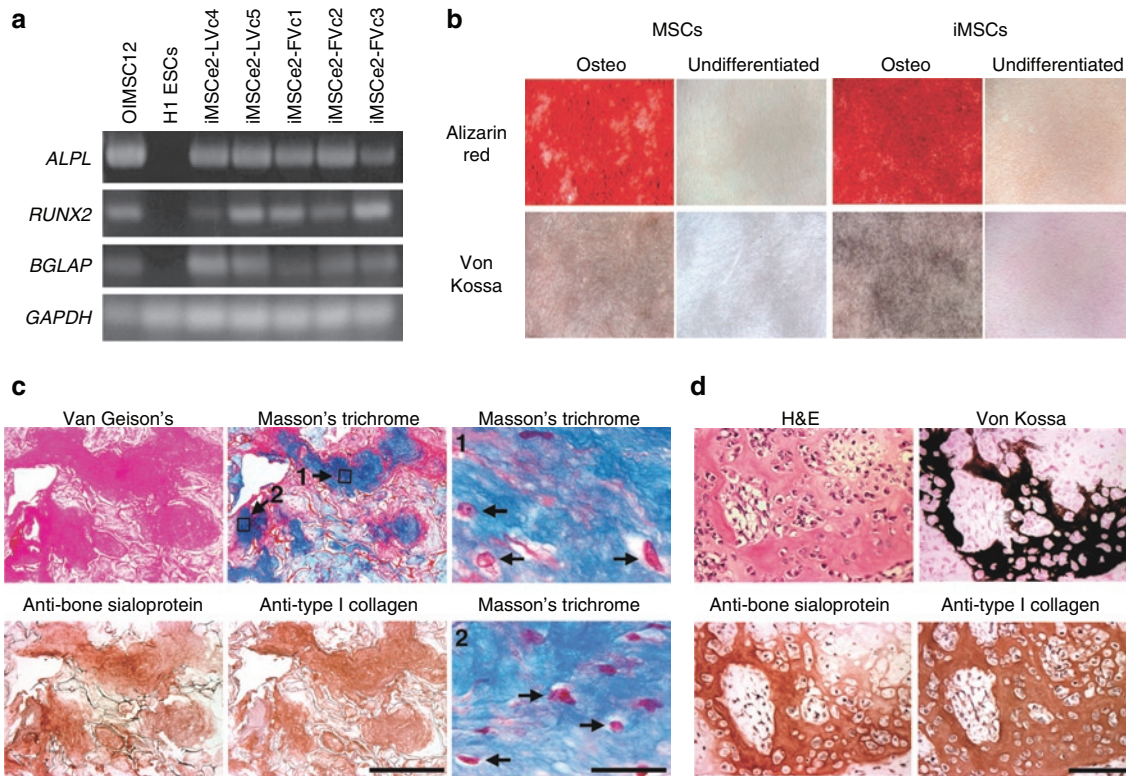 a
OIMSC12
H1 ESCs
iMSCe2-LVc4
iMSCe2-LVc5
iMSCe2-FVc1
iMSCe2-FVc2
iMSCe2-FVc3
ALPL
RUNX2
BGLAP
GAPDH
b
MSCs
iMSCs
Osteo
Undifferentiated
Osteo
Undifferentiated
Alizarin
red
Von
Kossa
c
Van Geison's
Masson's trichrome
Masson's trichrome
1
2
1
Anti-bone sialoprotein
Anti-type I collagen
Masson's trichrome
2
d
H&E
Von Kossa
Anti-bone sialoprotein
Anti-type I collagen